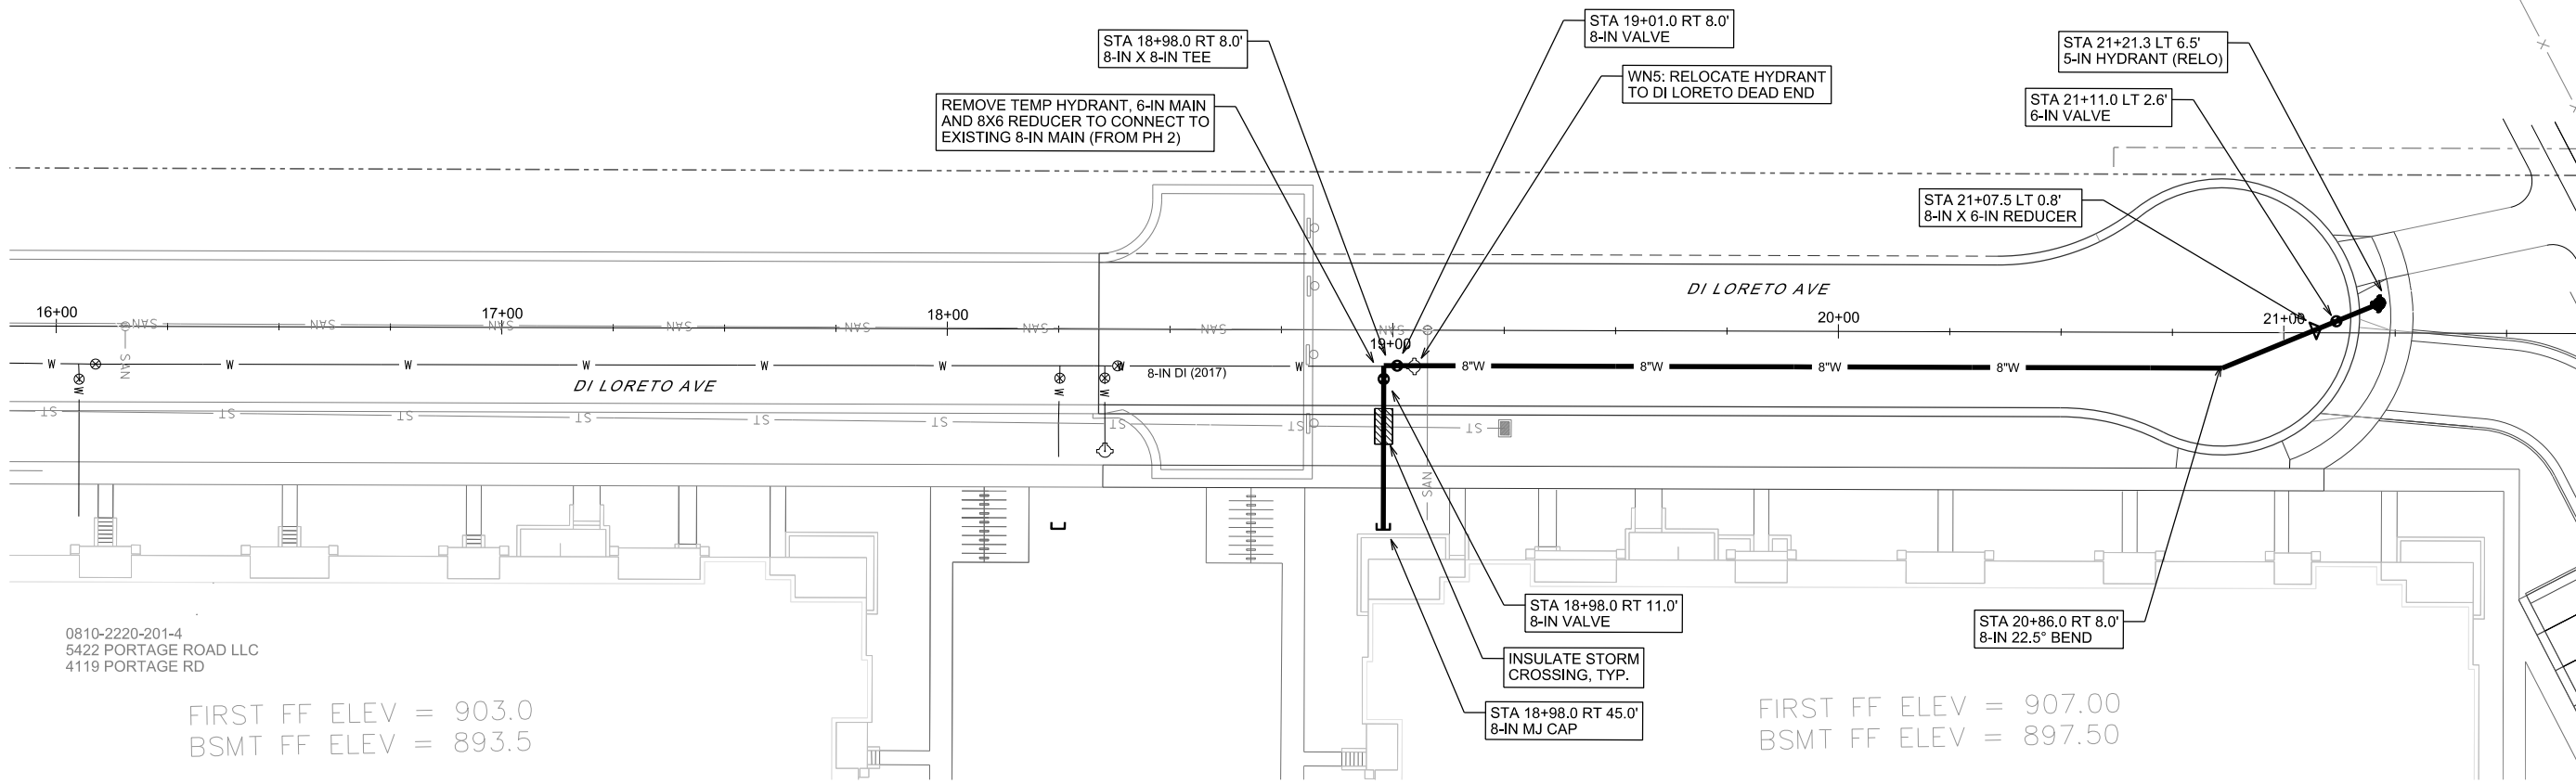 STA 18+98.0 RT 8.0'
8-IN X 8-IN TEE
STA 19+01.0 RT 8.0'
8-IN VALVE
STA 21+21.3 LT 6.5'
5-IN HYDRANT (RELO)
REMOVE TEMP HYDRANT, 6-IN MAIN
AND 8X6 REDUCER TO CONNECT TO
EXISTING 8-IN MAIN (FROM PH 2)
WN5: RELOCATE HYDRANT
TO DI LORETO DEAD END
STA 21+11.0 LT 2.6'
6-IN VALVE
STA 21+07.5 LT 0.8'
8-IN X 6-IN REDUCER
DI LORETO AVE
16+00
17+00
18+00
19+00
20+00
21+00
SAN
SAN
SAN
SAN
SAN
SAN
SAN
SAN
SAN
W
W
W
W
W
W
W
W
8-IN DI (2017)
8"W
8"W
8"W
8"W
W
W
W
DI LORETO AVE
ST
ST
ST
ST
ST
ST
ST
ST
ST
SAN
STA 18+98.0 RT 11.0'
8-IN VALVE
STA 20+86.0 RT 8.0'
8-IN 22.5° BEND
INSULATE STORM
CROSSING, TYP.
STA 18+98.0 RT 45.0'
8-IN MJ CAP
0810-2220-201-4
5422 PORTAGE ROAD LLC
4119 PORTAGE RD
FIRST FF ELEV = 903.0
BSMT FF ELEV = 893.5
FIRST FF ELEV = 907.00
BSMT FF ELEV = 897.50